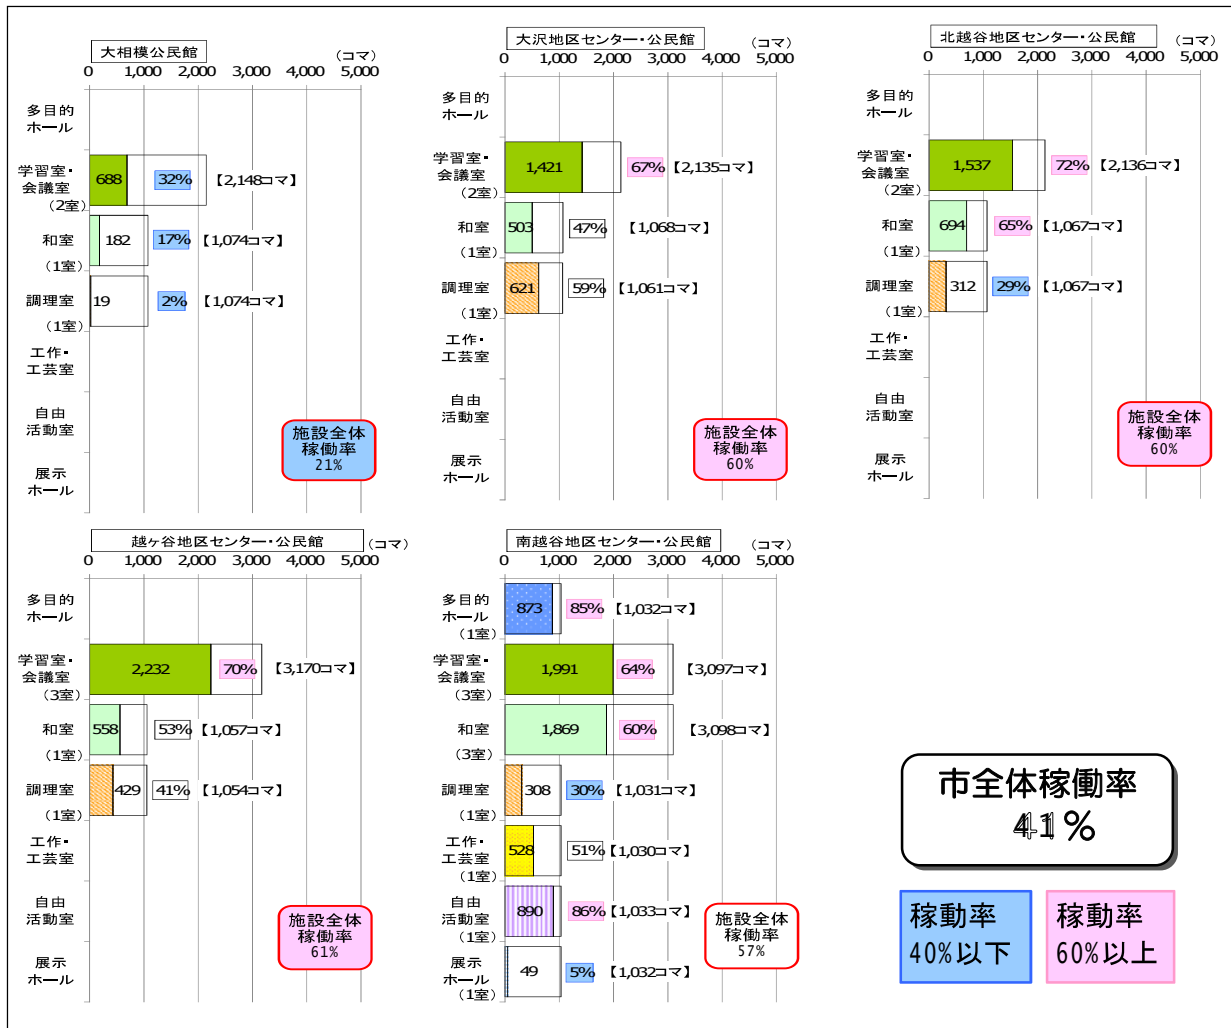 大相模公民館
（コマ）
0 1,000 2,000 3,000 4,000 5,000
多目的
ホール
学習室・
会議室
（2室）
688 32% 【2,148コマ】
和室
（1室）
182 17% 【1,074コマ】
調理室
（1室）
19 2% 【1,074コマ】
工作・
工芸室
自由
活動室
展示
ホール
施設全体
稼働率
21%
大沢地区センター・公民館
（コマ）
0 1,000 2,000 3,000 4,000 5,000
多目的
ホール
学習室・
会議室
（2室）
1,421 67% 【2,135コマ】
和室
（1室）
503 47% 【1,068コマ】
調理室
（1室）
621 59% 【1,061コマ】
工作・
工芸室
自由
活動室
展示
ホール
施設全体
稼働率
60%
北越谷地区センター・公民館
（コマ）
0 1,000 2,000 3,000 4,000 5,000
多目的
ホール
学習室・
会議室
（2室）
1,537 72% 【2,136コマ】
和室
（1室）
694 65% 【1,067コマ】
調理室
（1室）
312 29% 【1,067コマ】
工作・
工芸室
自由
活動室
展示
ホール
施設全体
稼働率
60%
越ヶ谷地区センター・公民館
（コマ）
0 1,000 2,000 3,000 4,000 5,000
多目的
ホール
学習室・
会議室
（3室）
2,232 70% 【3,170コマ】
和室
（1室）
558 53% 【1,057コマ】
調理室
（1室）
429 41% 【1,054コマ】
工作・
工芸室
自由
活動室
展示
ホール
施設全体
稼働率
61%
南越谷地区センター・公民館
（コマ）
0 1,000 2,000 3,000 4,000 5,000
多目的
ホール
（1室）
873 85% 【1,032コマ】
学習室・
会議室
（3室）
1,991 64% 【3,097コマ】
和室
（3室）
1,869 60% 【3,098コマ】
調理室
（1室）
308 30% 【1,031コマ】
工作・
工芸室
（1室）
528 51% 【1,030コマ】
自由
活動室
（1室）
890 86% 【1,033コマ】
展示
ホール
（1室）
49 5% 【1,032コマ】
施設全体
稼働率
57%
市全体稼働率
41％
稼動率
40%以下
稼動率
60%以上